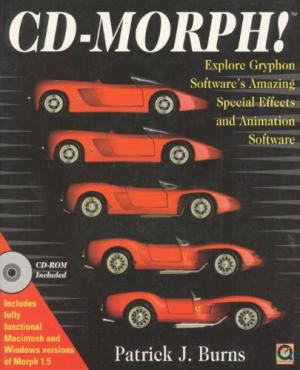 CD-MORPH!
Explore Gryphon
Software's Amazing
Special Effects
and Animation
Software
CD-ROM
Included
Includes
fully
functional
Macintosh and
Windows versions
of Morph 1.5
Patrick J. Burns